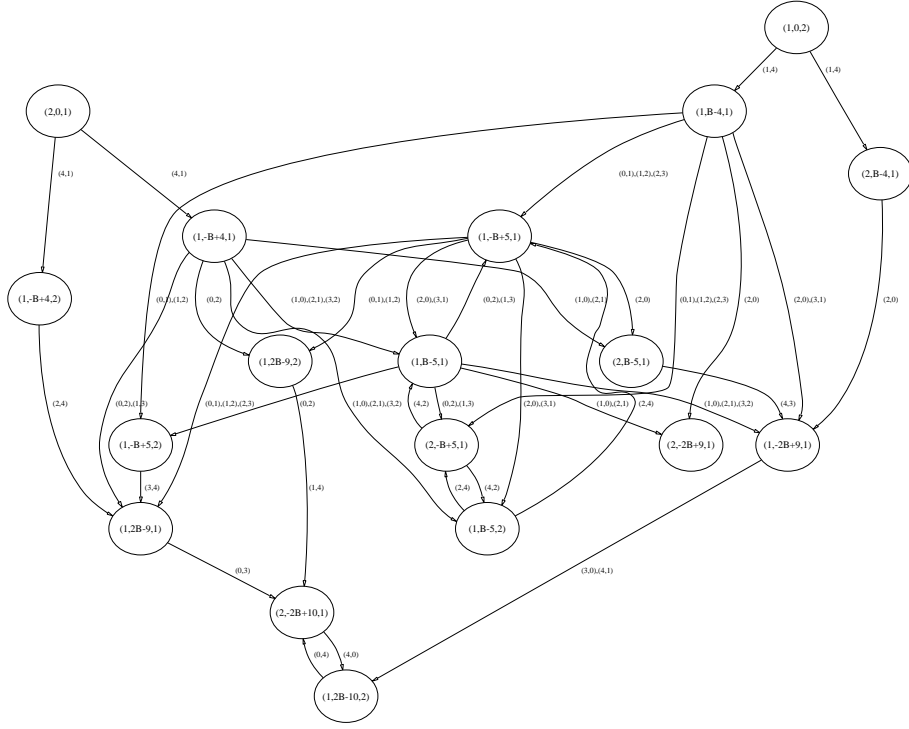 (1,0,2)
(1,4)
(1,4)
(2,0,1)
(1,B-4,1)
(4,1)
(4,1)
(0,1),(1,2),(2,3)
(2,B-4,1)
(1,-B+4,1)
(1,-B+5,1)
(1,-B+4,2)
(0,1),(1,2)
(0,2)
(1,0),(2,1),(3,2)
(0,1),(1,2)
(2,0),(3,1)
(0,2),(1,3)
(1,0),(2,1)
(2,0)
(0,1),(1,2),(2,3)
(2,0)
(2,0),(3,1)
(2,0)
(1,2B-9,2)
(1,B-5,1)
(2,B-5,1)
(2,4)
(0,2),(1,3)
(0,1),(1,2),(2,3)
(0,2)
(1,0),(2,1),(3,2)
(4,2)
(0,2),(1,3)
(2,0),(3,1)
(1,0),(2,1)
(2,4)
(1,0),(2,1),(3,2)
(4,3)
(1,-B+5,2)
(2,-B+5,1)
(2,-2B+9,1)
(1,-2B+9,1)
(3,4)
(1,4)
(2,4)
(4,2)
(1,2B-9,1)
(1,B-5,2)
(0,3)
(3,0),(4,1)
(2,-2B+10,1)
(0,4)
(4,0)
(1,2B-10,2)